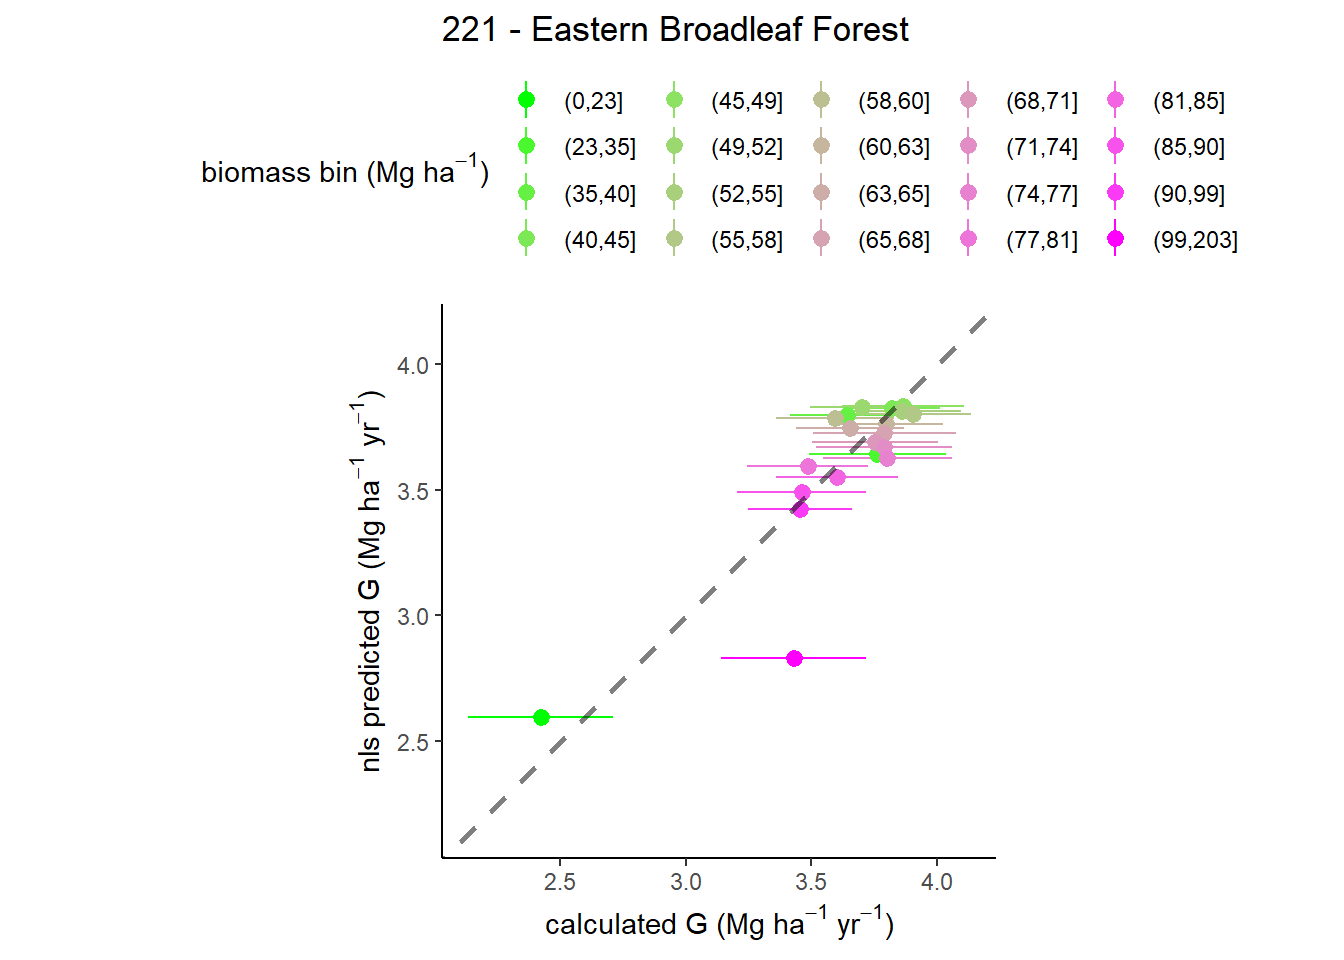 221 - Eastern Broadleaf Forest
biomass bin (Mg ha⁻¹)
(0,23] (45,49] (58,60] (68,71] (81,85]
(23,35] (49,52] (60,63] (71,74] (85,90]
(35,40] (52,55] (63,65] (74,77] (90,99]
(40,45] (55,58] (65,68] (77,81] (99,203]
nls predicted G (Mg ha⁻¹ yr⁻¹)
4.0
3.5
3.0
2.5
2.5 3.0 3.5 4.0
calculated G (Mg ha⁻¹ yr⁻¹)